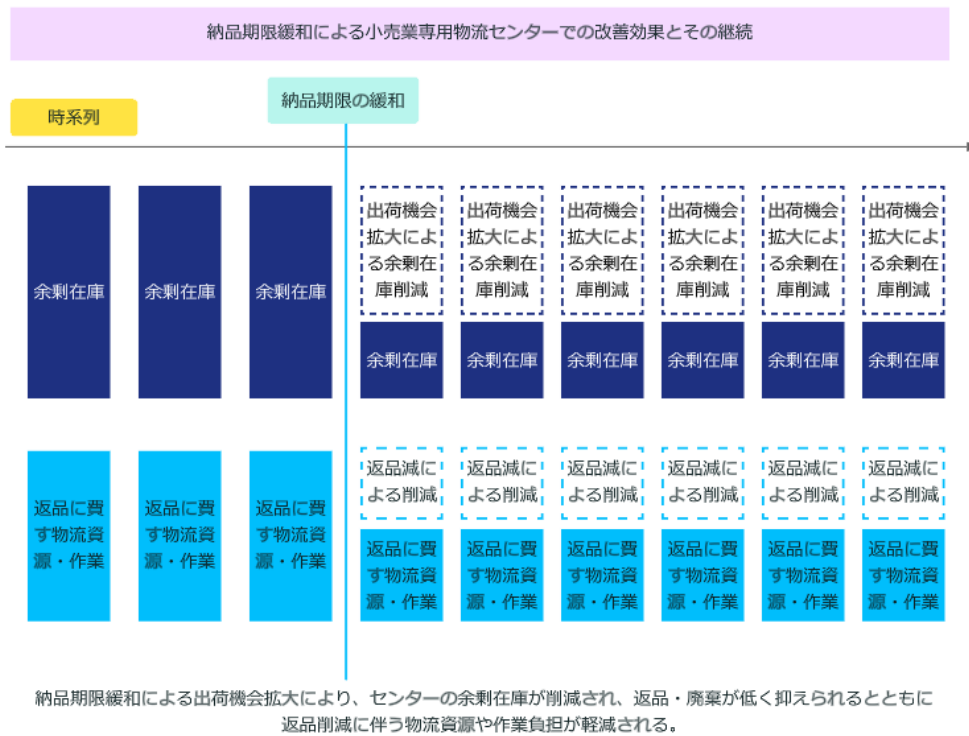 納品期限緩和による小売業専用物流センターでの改善効果とその継続
納品期限の緩和
時系列
余剰在庫
余剰在庫
余剰在庫
出荷機会
拡大によ
る余剰在
庫削減
出荷機会
拡大によ
る余剰在
庫削減
出荷機会
拡大によ
る余剰在
庫削減
出荷機会
拡大によ
る余剰在
庫削減
出荷機会
拡大によ
る余剰在
庫削減
出荷機会
拡大によ
る余剰在
庫削減
余剰在庫
余剰在庫
余剰在庫
余剰在庫
余剰在庫
余剰在庫
返品に費
す物流資
源・作業
返品に費
す物流資
源・作業
返品に費
す物流資
源・作業
返品減に
よる削減
返品減に
よる削減
返品減に
よる削減
返品減に
よる削減
返品減に
よる削減
返品減に
よる削減
返品に費
す物流資
源・作業
返品に費
す物流資
源・作業
返品に費
す物流資
源・作業
返品に費
す物流資
源・作業
返品に費
す物流資
源・作業
返品に費
す物流資
源・作業
納品期限緩和による出荷機会拡大により、センターの余剰在庫が削減され、返品・廃棄が低く抑えられるとともに
返品削減に伴う物流資源や作業負担が軽減される。